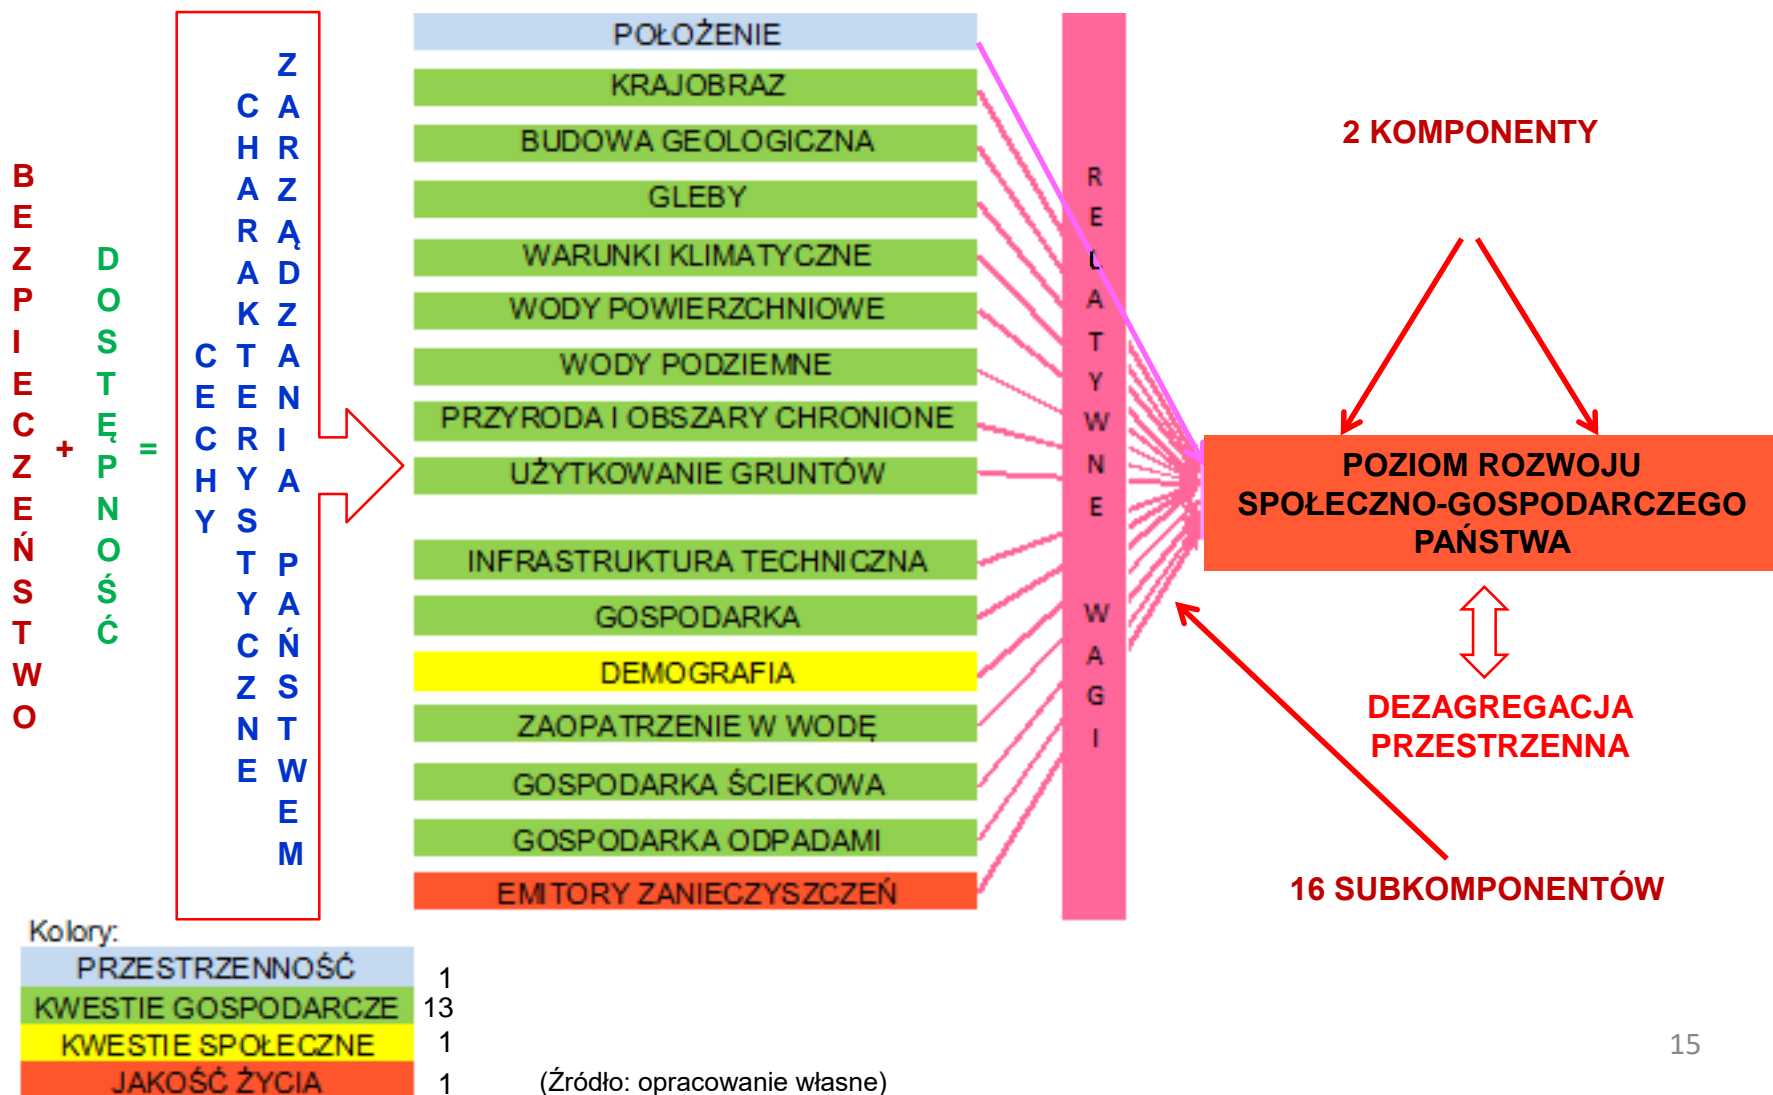 BEZPIECZEŃSTWO
+
DOSTĘPNOŚĆ
=
CECHY
CHARAKTERYSTYCZNE
ZARZĄDZANIA PAŃSTWEM
POŁOŻENIE
KRAJOBRAZ
BUDOWA GEOLOGICZNA
GLEBY
WARUNKI KLIMATYCZNE
WODY POWIERZCHNIOWE
WODY PODZIEMNE
PRZYRODA I OBSZARY CHRONIONE
UŻYTKOWANIE GRUNTÓW
INFRASTRUKTURA TECHNICZNA
GOSPODARKA
DEMOGRAFIA
ZAOPATRZENIE W WODĘ
GOSPODARKA ŚCIEKOWA
GOSPODARKA ODPADAMI
EMITORY ZANIECZYSZCZEŃ
RELATYWNE WAGI
2 KOMPONENTY
POZIOM ROZWOJU
SPOŁECZNO-GOSPODARCZEGO
PAŃSTWA
DEZAGREGACJA
PRZESTRZENNA
16 SUBKOMPONENTÓW
Kolory:
PRZESTRZENNOŚĆ 1
KWESTIE GOSPODARCZE 13
KWESTIE SPOŁECZNE 1
JAKOŚĆ ŻYCIA 1
(Źródło: opracowanie własne)
15